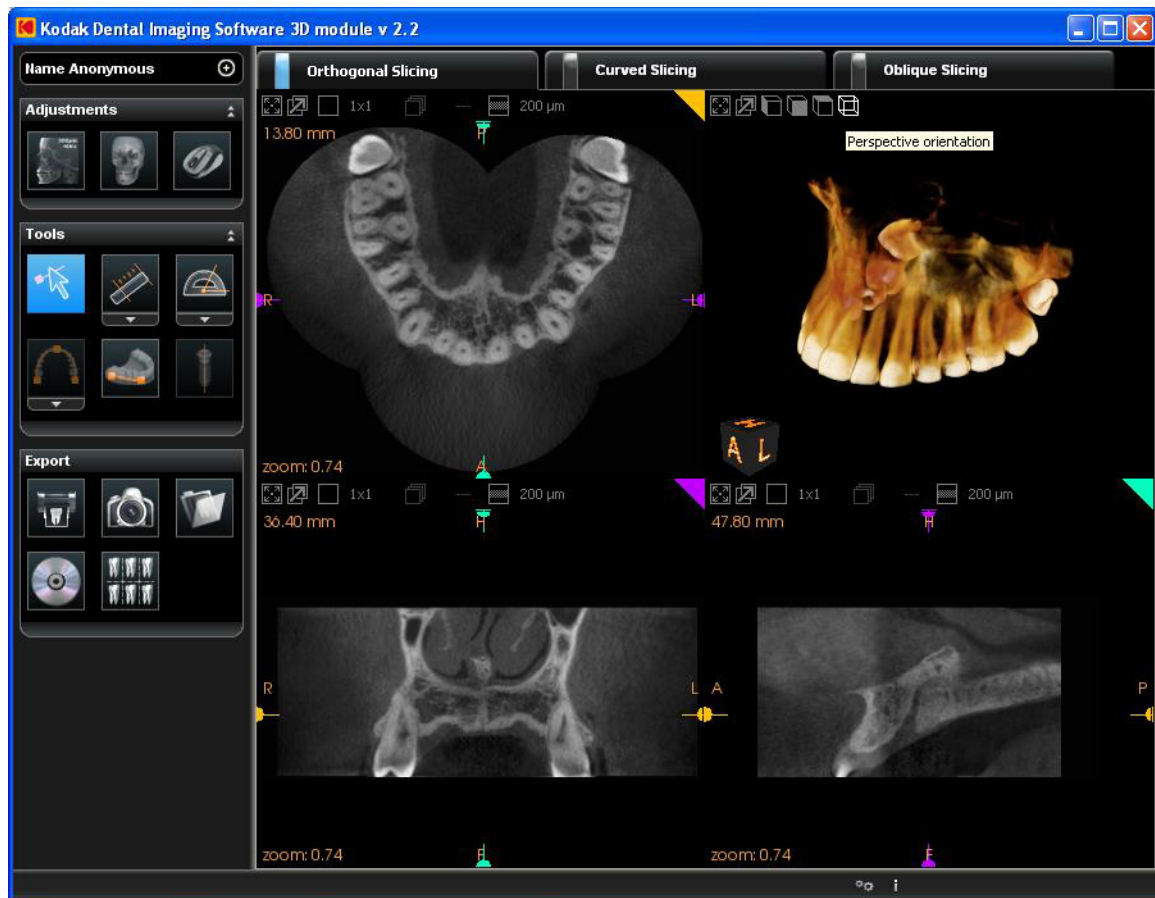 Kodak Dental Imaging Software 3D module v 2.2
Name Anonymous
Adjustments
Tools
Export
Orthogonal Slicing
Curved Slicing
Oblique Slicing
1x1 --- 200 µm
13.80 mm
P
R
L
A
zoom: 0.74
Perspective orientation
H
A L
1x1 --- 200 µm
36.40 mm
H
R
L
F
zoom: 0.74
1x1 --- 200 µm
47.80 mm
H
A
P
F
zoom: 0.74
i